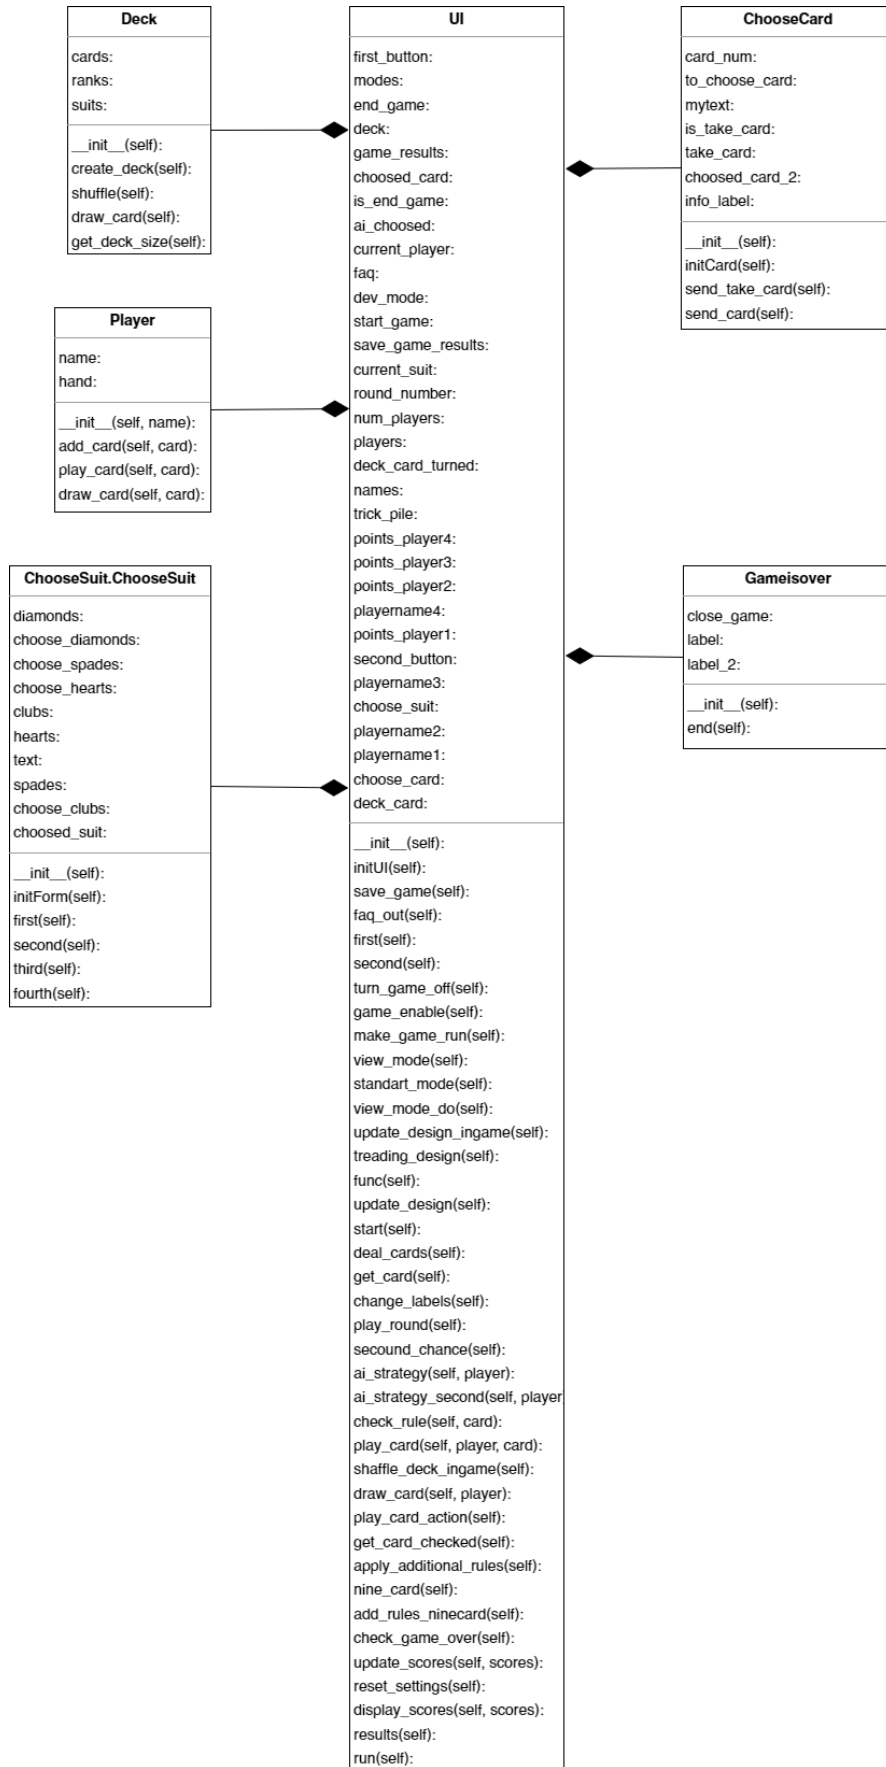 Deck
cards:
ranks:
suits:
__init__(self):
create_deck(self):
shuffle(self):
draw_card(self):
get_deck_size(self):
Player
name:
hand:
__init__(self, name):
add_card(self, card):
play_card(self, card):
draw_card(self, card):
ChooseSuit.ChooseSuit
diamonds:
choose_diamonds:
choose_spades:
choose_hearts:
clubs:
hearts:
text:
spades:
choose_clubs:
choosed_suit:
__init__(self):
initForm(self):
first(self):
second(self):
third(self):
fourth(self):
UI
first_button:
modes:
end_game:
deck:
game_results:
choosed_card:
is_end_game:
ai_choosed:
current_player:
faq:
dev_mode:
start_game:
save_game_results:
current_suit:
round_number:
num_players:
players:
deck_card_turned:
names:
trick_pile:
points_player4:
points_player3:
points_player2:
playername4:
points_player1:
second_button:
playername3:
choose_suit:
playername2:
playername1:
choose_card:
deck_card:
__init__(self):
initUI(self):
save_game(self):
faq_out(self):
first(self):
second(self):
turn_game_off(self):
game_enable(self):
make_game_run(self):
view_mode(self):
standart_mode(self):
view_mode_do(self):
update_design_ingame(self):
treading_design(self):
func(self):
update_design(self):
start(self):
deal_cards(self):
get_card(self):
change_labels(self):
play_round(self):
secound_chance(self):
ai_strategy(self, player):
ai_strategy_second(self, player
check_rule(self, card):
play_card(self, player, card):
shaffle_deck_ingame(self):
draw_card(self, player):
play_card_action(self):
get_card_checked(self):
apply_additional_rules(self):
nine_card(self):
add_rules_ninecard(self):
check_game_over(self):
update_scores(self, scores):
reset_settings(self):
display_scores(self, scores):
results(self):
run(self):
ChooseCard
card_num:
to_choose_card:
mytext:
is_take_card:
take_card:
choosed_card_2:
info_label:
__init__(self):
initCard(self):
send_take_card(self):
send_card(self):
Gameisover
close_game:
label:
label_2:
__init__(self):
end(self):